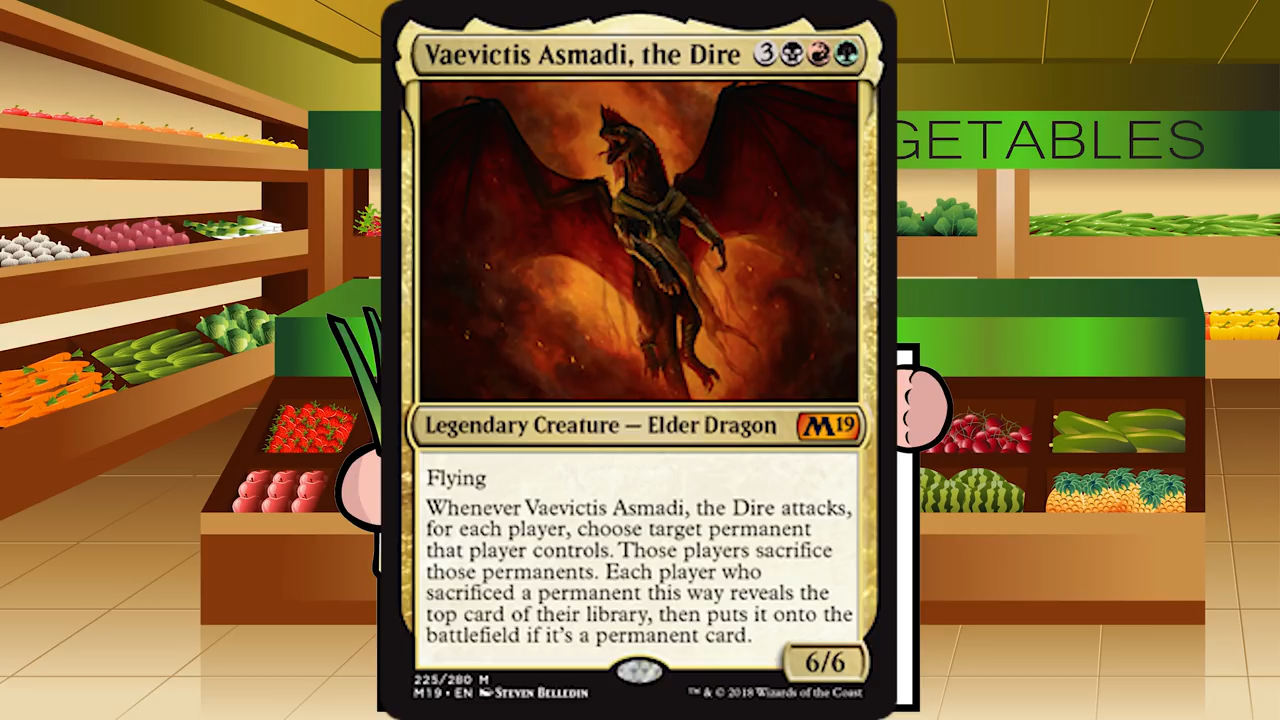 Vaevictis Asmadi, the Dire 3
GETABLES
Legendary Creature — Elder Dragon M19
Flying
Whenever Vaevictis Asmadi, the Dire attacks,
for each player, choose target permanent
that player controls. Those players sacrifice
those permanents. Each player who
sacrificed a permanent this way reveals the
top card of their library, then puts it onto the
battlefield if it's a permanent card.
6/6
225/280 M
M19 • EN Steven Belledin
™ & © 2018 Wizards of the Coast